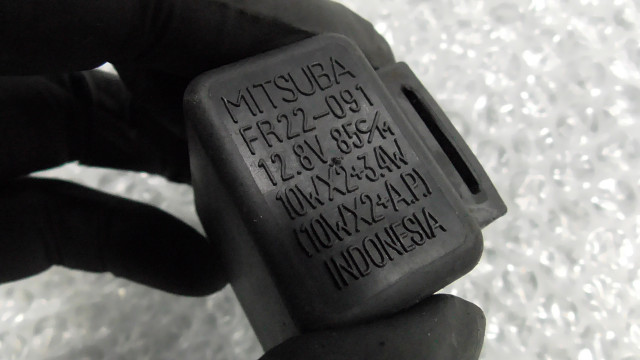 MITSUBA
FR22-091
12.8V 85C/M
10WX2+3.4W
(10WX2+A.P)
INDONESIA